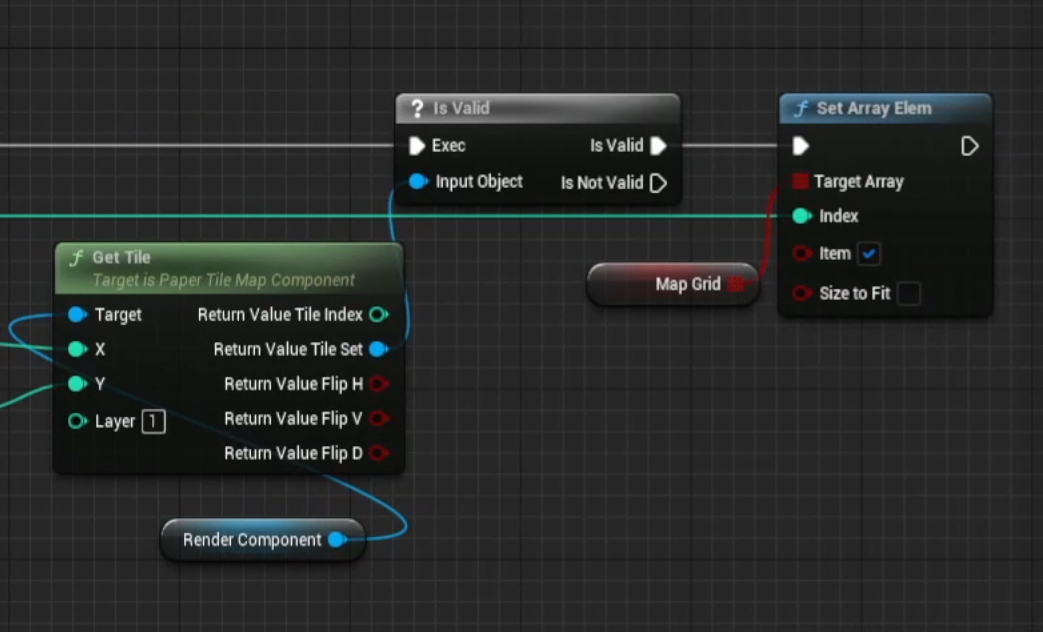 ? Is Valid
Exec
Is Valid
Input Object
Is Not Valid
f Set Array Elem
Target Array
Index
Item
Size to Fit
Map Grid
f Get Tile
Target is Paper Tile Map Component
Target
Return Value Tile Index
X
Return Value Tile Set
Y
Return Value Flip H
Layer 1
Return Value Flip V
Return Value Flip D
Render Component